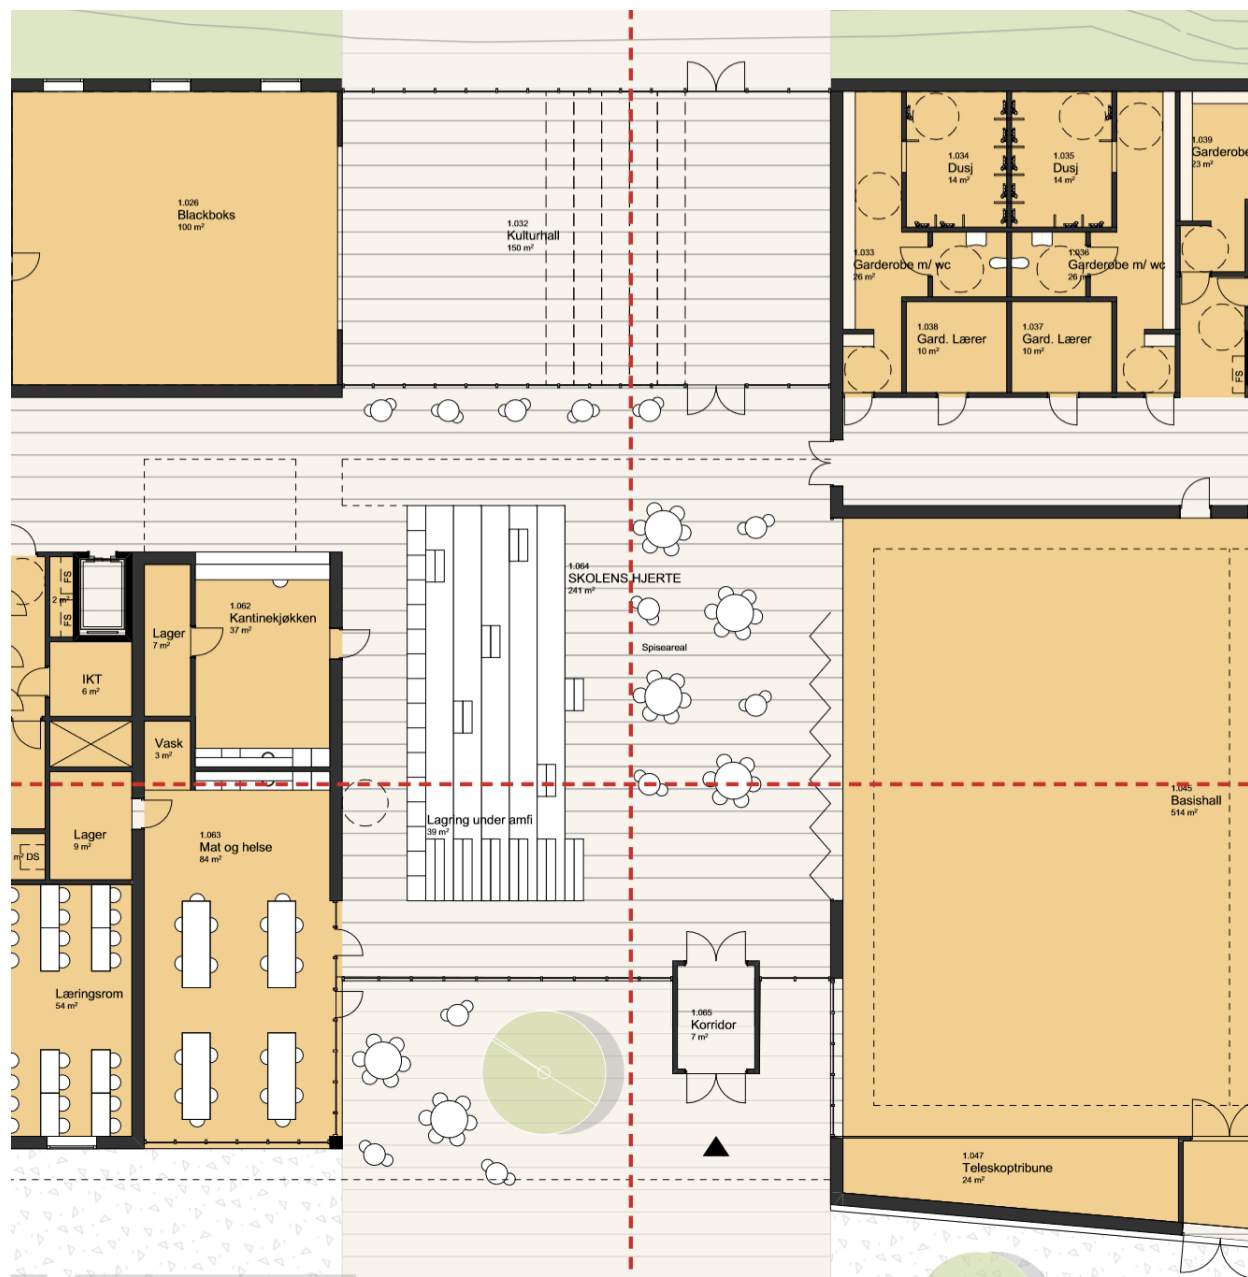 1.026
Blackboks
100 m²
1.032
Kulturhall
150 m²
1.034
Dusj
14 m²
1.035
Dusj
14 m²
1.039
Garderobe
23 m²
1.033
Garderobe m/ wc
26 m²
1.036
Garderobe m/ wc
26 m²
1.038
Gard. Lærer
10 m²
1.037
Gard. Lærer
10 m²
FS
FS
2 m²
FS
Lager
7 m²
1.062
Kantinekjøkken
37 m²
1.064
SKOLENS HJERTE
241 m²
Spiseareal
IKT
6 m²
Vask
3 m²
1.045
Basishall
514 m²
Lagring under amfi
39 m²
Lager
9 m²
1.063
Mat og helse
84 m²
m² DS
Læringsrom
54 m²
1.065
Korridor
7 m²
1.047
Teleskoptribune
24 m²